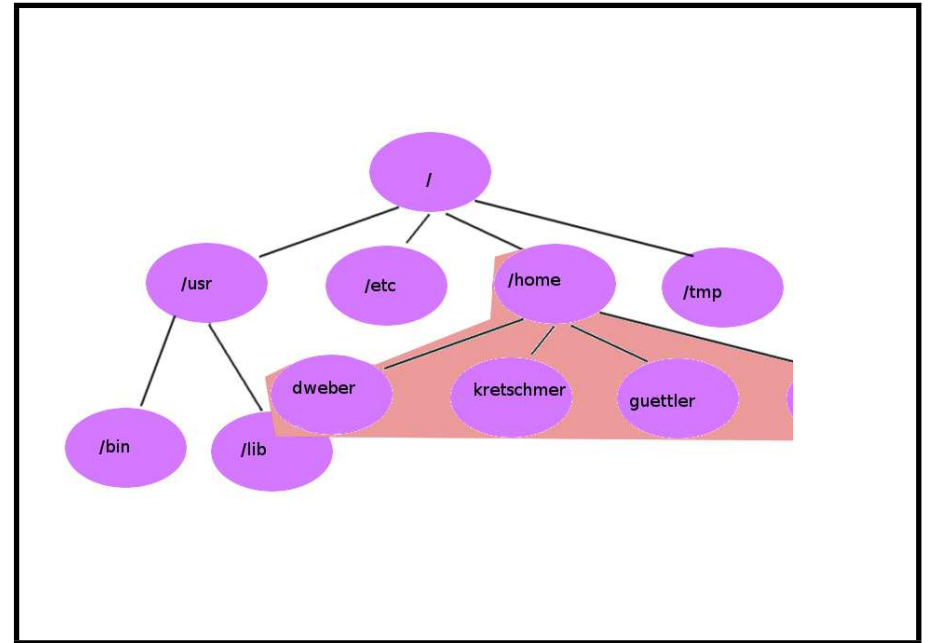 /
/usr
/etc
/home
/tmp
dweber
kretschmer
guettler
/bin
/lib